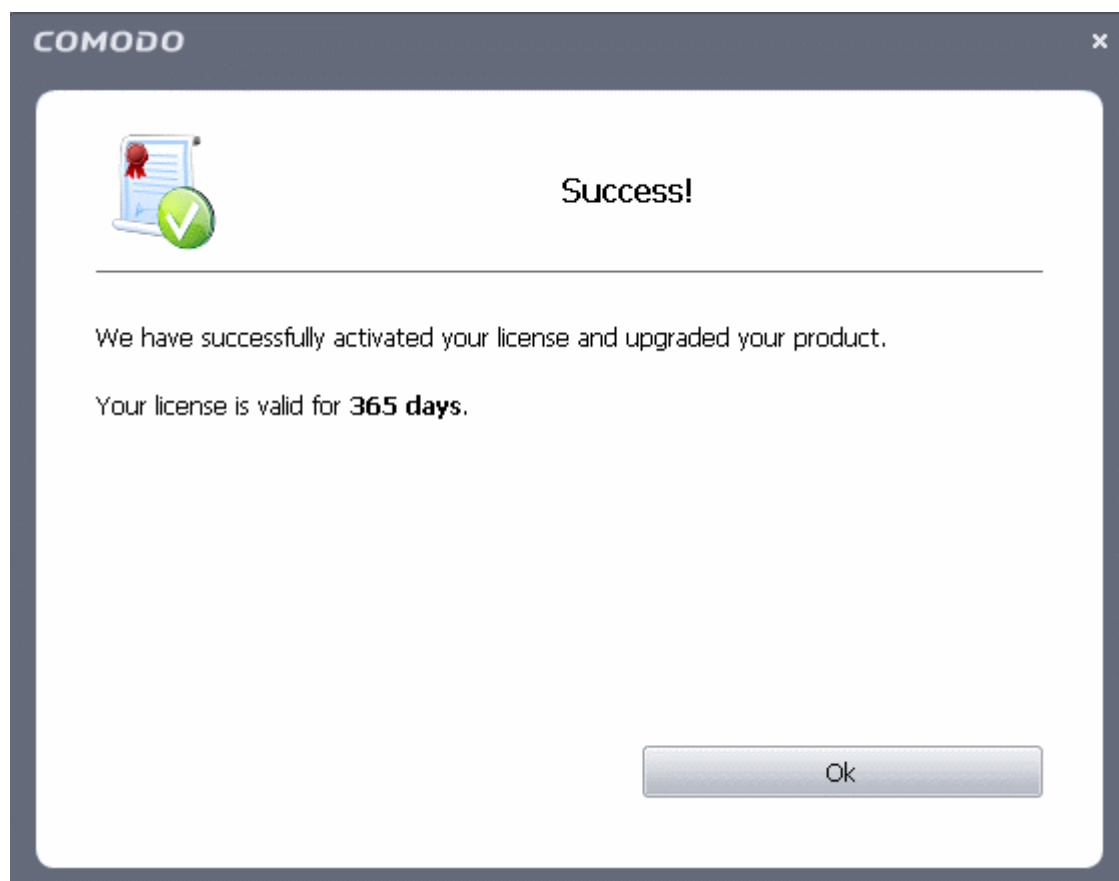 COMODO
Success!
We have successfully activated your license and upgraded your product.
Your license is valid for 365 days.
Ok